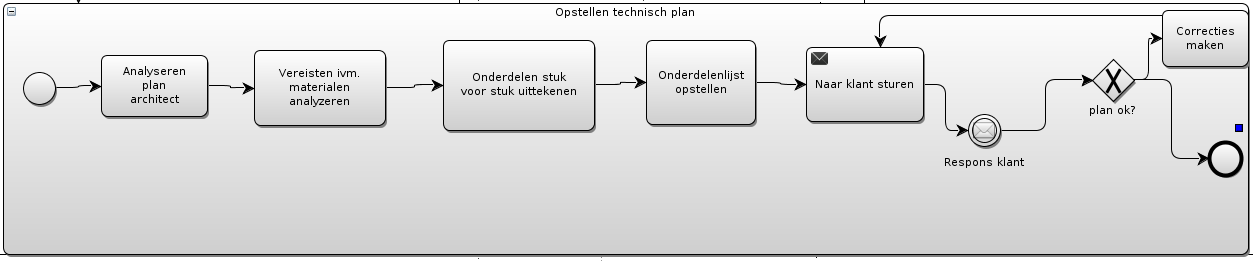 Opstellen technisch plan
Analyseren
plan
architect
Vereisten ivm.
materialen
analyzeren
Onderdelen stuk
voor stuk uittekenen
Onderdelenlijst
opstellen
Naar klant sturen
Respons klant
plan ok?
Correcties
maken